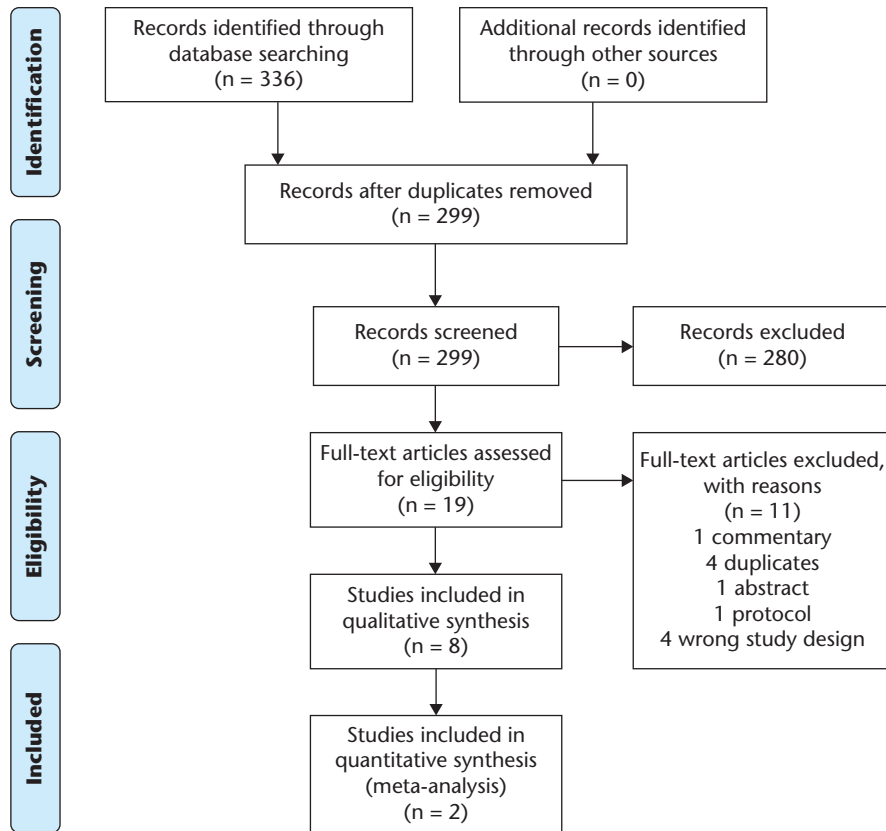 Identification
Records identified through
database searching
(n = 336)
Additional records identified
through other sources
(n = 0)
Records after duplicates removed
(n = 299)
Screening
Records screened
(n = 299)
Records excluded
(n = 280)
Eligibility
Full-text articles assessed
for eligibility
(n = 19)
Full-text articles excluded,
with reasons
(n = 11)
1 commentary
4 duplicates
1 abstract
1 protocol
4 wrong study design
Studies included in
qualitative synthesis
(n = 8)
Included
Studies included in
quantitative synthesis
(meta-analysis)
(n = 2)